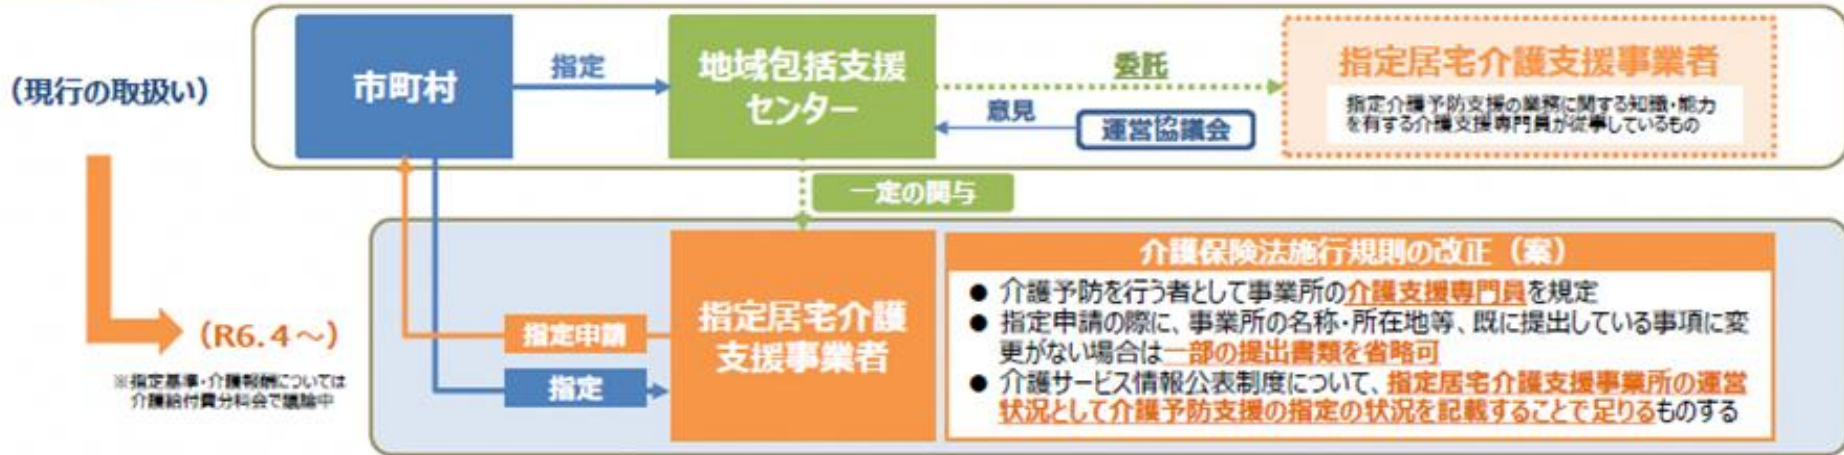 (現行の取扱い)
市町村
指定
地域包括支援
センター
委託
意見
運営協議会
指定居宅介護支援事業者
指定介護予防支援の業務に関する知識・能力
を有する介護支援専門員が従事しているもの
一定の関与
(R6.4~)
※指定基準・介護報酬については
介護給付費分科会で議論中
指定申請
指定
指定居宅介護
支援事業者
介護保険法施行規則の改正(案)
● 介護予防を行う者として事業所の介護支援専門員を規定
● 指定申請の際に、事業所の名称・所在地等、既に提出している事項に変
更がない場合は一部の提出書類を省略可
● 介護サービス情報公表制度について、指定居宅介護支援事業所の運営
状況として介護予防支援の指定の状況を記載することで足りるものする